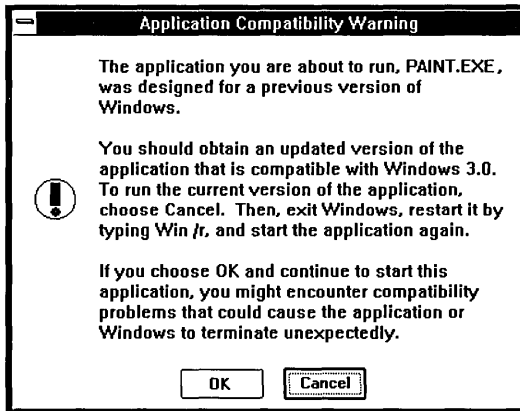 Application Compatibility Warning
The application you are about to run, PAINT.EXE,
was designed for a previous version of
Windows.
You should obtain an updated version of the
application that is compatible with Windows 3.0.
To run the current version of the application,
choose Cancel. Then, exit Windows, restart it by
typing Win /r, and start the application again.
If you choose OK and continue to start this
application, you might encounter compatibility
problems that could cause the application or
Windows to terminate unexpectedly.
OK Cancel